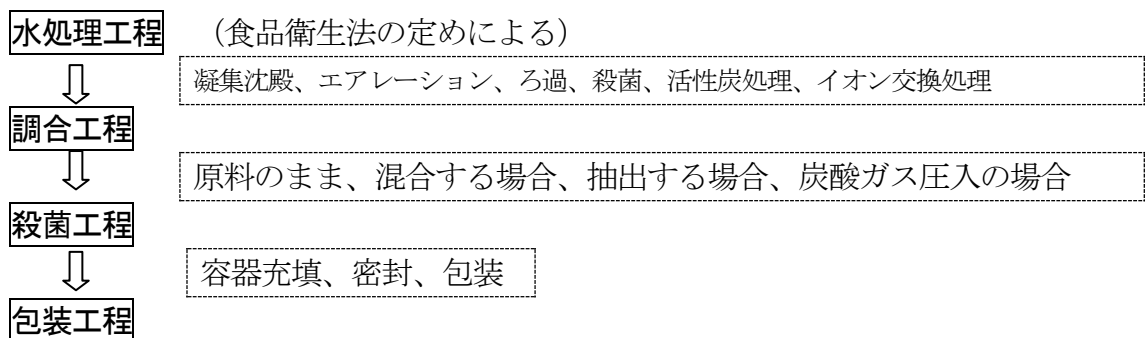 水処理工程 （食品衛生法の定めによる）
凝集沈殿、エアレーション、ろ過、殺菌、活性炭処理、イオン交換処理
調合工程
原料のまま、混合する場合、抽出する場合、炭酸ガス圧入の場合
殺菌工程
容器充填、密封、包装
包装工程